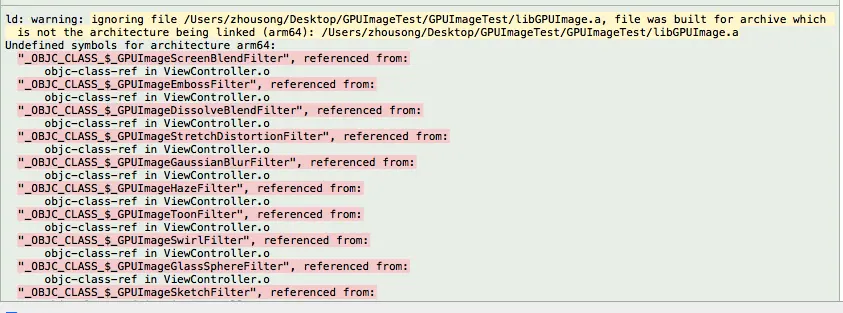 ld: warning: ignoring file /Users/zhousong/Desktop/GPUImageTest/GPUImageTest/libGPUImage.a, file was built for archive which
is not the architecture being linked (arm64): /Users/zhousong/Desktop/GPUImageTest/GPUImageTest/libGPUImage.a
Undefined symbols for architecture arm64:
"_OBJC_CLASS_$_GPUImageScreenBlendFilter", referenced from:
objc-class-ref in ViewController.o
"_OBJC_CLASS_$_GPUImageEmbossFilter", referenced from:
objc-class-ref in ViewController.o
"_OBJC_CLASS_$_GPUImageDissolveBlendFilter", referenced from:
objc-class-ref in ViewController.o
"_OBJC_CLASS_$_GPUImageStretchDistortionFilter", referenced from:
objc-class-ref in ViewController.o
"_OBJC_CLASS_$_GPUImageGaussianBlurFilter", referenced from:
objc-class-ref in ViewController.o
"_OBJC_CLASS_$_GPUImageHazeFilter", referenced from:
objc-class-ref in ViewController.o
"_OBJC_CLASS_$_GPUImageToonFilter", referenced from:
objc-class-ref in ViewController.o
"_OBJC_CLASS_$_GPUImageSwirlFilter", referenced from:
objc-class-ref in ViewController.o
"_OBJC_CLASS_$_GPUImageGlassSphereFilter", referenced from:
objc-class-ref in ViewController.o
"_OBJC_CLASS_$_GPUImageSketchFilter", referenced from: